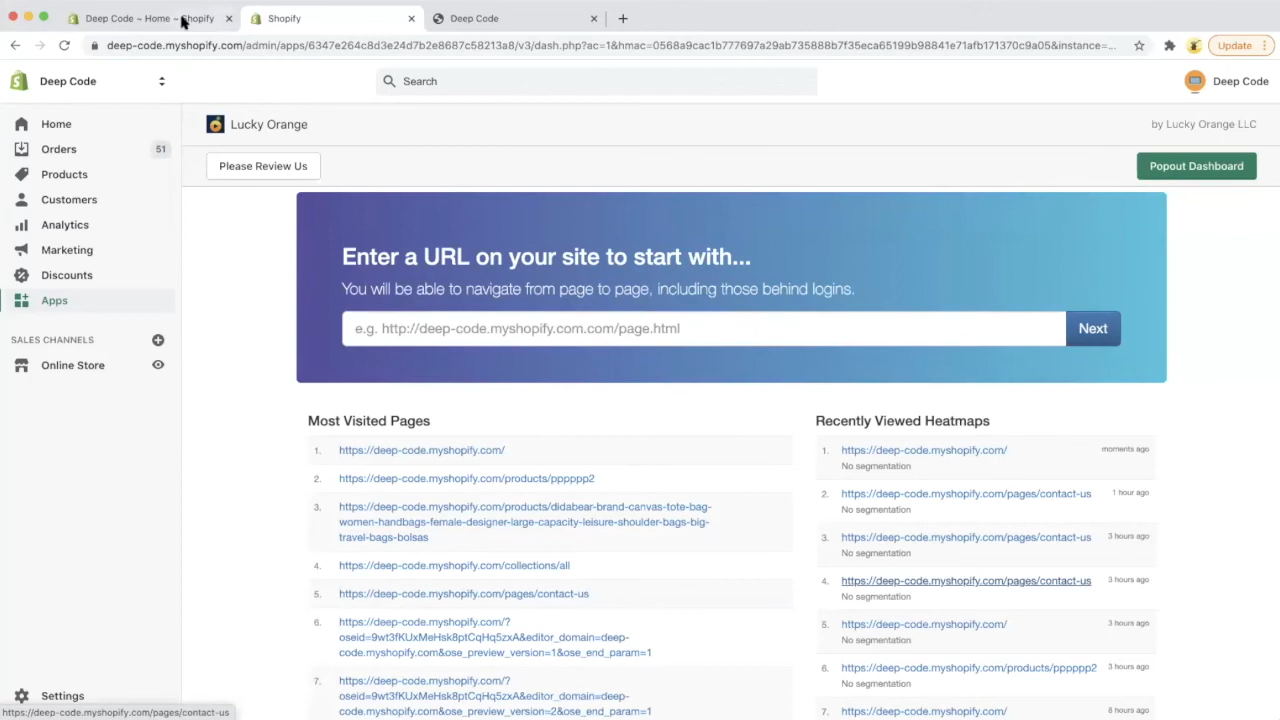 Deep Code ~ Home ~ Shopify
Shopify
Deep Code
deep-code.myshopify.com/admin/apps/6347e264c8d3e24d7b2e8687c58213a8/v3/dash.php?ac=1&hmac=0568a9cac1b777697a29ab735888b7f35eca65199b98841e71afb171370c9a05&instance=...
Update
Deep Code
Search
Deep Code
Home
Orders
51
Products
Customers
Analytics
Marketing
Discounts
Apps
SALES CHANNELS
Online Store
Settings
Lucky Orange
by Lucky Orange LLC
Please Review Us
Popout Dashboard
Enter a URL on your site to start with...
You will be able to navigate from page to page, including those behind logins.
e.g. http://deep-code.myshopify.com.com/page.html
Next
Most Visited Pages
1. https://deep-code.myshopify.com/
2. https://deep-code.myshopify.com/products/pppppp2
3. https://deep-code.myshopify.com/products/didabear-brand-canvas-tote-bag-
women-handbags-female-designer-large-capacity-leisure-shoulder-bags-big-
travel-bags-bolsas
4. https://deep-code.myshopify.com/collections/all
5. https://deep-code.myshopify.com/pages/contact-us
6. https://deep-code.myshopify.com/?
oseid=9wt3fKUxMeHsk8ptCqHq5zxA&editor_domain=deep-
code.myshopify.com&ose_preview_version=1&ose_end_param=1
7. https://deep-code.myshopify.com/?
oseid=9wt3fKUxMeHsk8ptCqHq5zxA&editor_domain=deep-
code.myshopify.com&ose_preview_version=2&ose_end_param=1
Recently Viewed Heatmaps
1. https://deep-code.myshopify.com/ moments ago
No segmentation
2. https://deep-code.myshopify.com/pages/contact-us 1 hour ago
No segmentation
3. https://deep-code.myshopify.com/pages/contact-us 3 hours ago
No segmentation
4. https://deep-code.myshopify.com/pages/contact-us 3 hours ago
No segmentation
5. https://deep-code.myshopify.com/ 3 hours ago
No segmentation
6. https://deep-code.myshopify.com/products/pppppp2 3 hours ago
No segmentation
7. https://deep-code.myshopify.com/ 8 hours ago
https://deep-code.myshopify.com/pages/contact-us